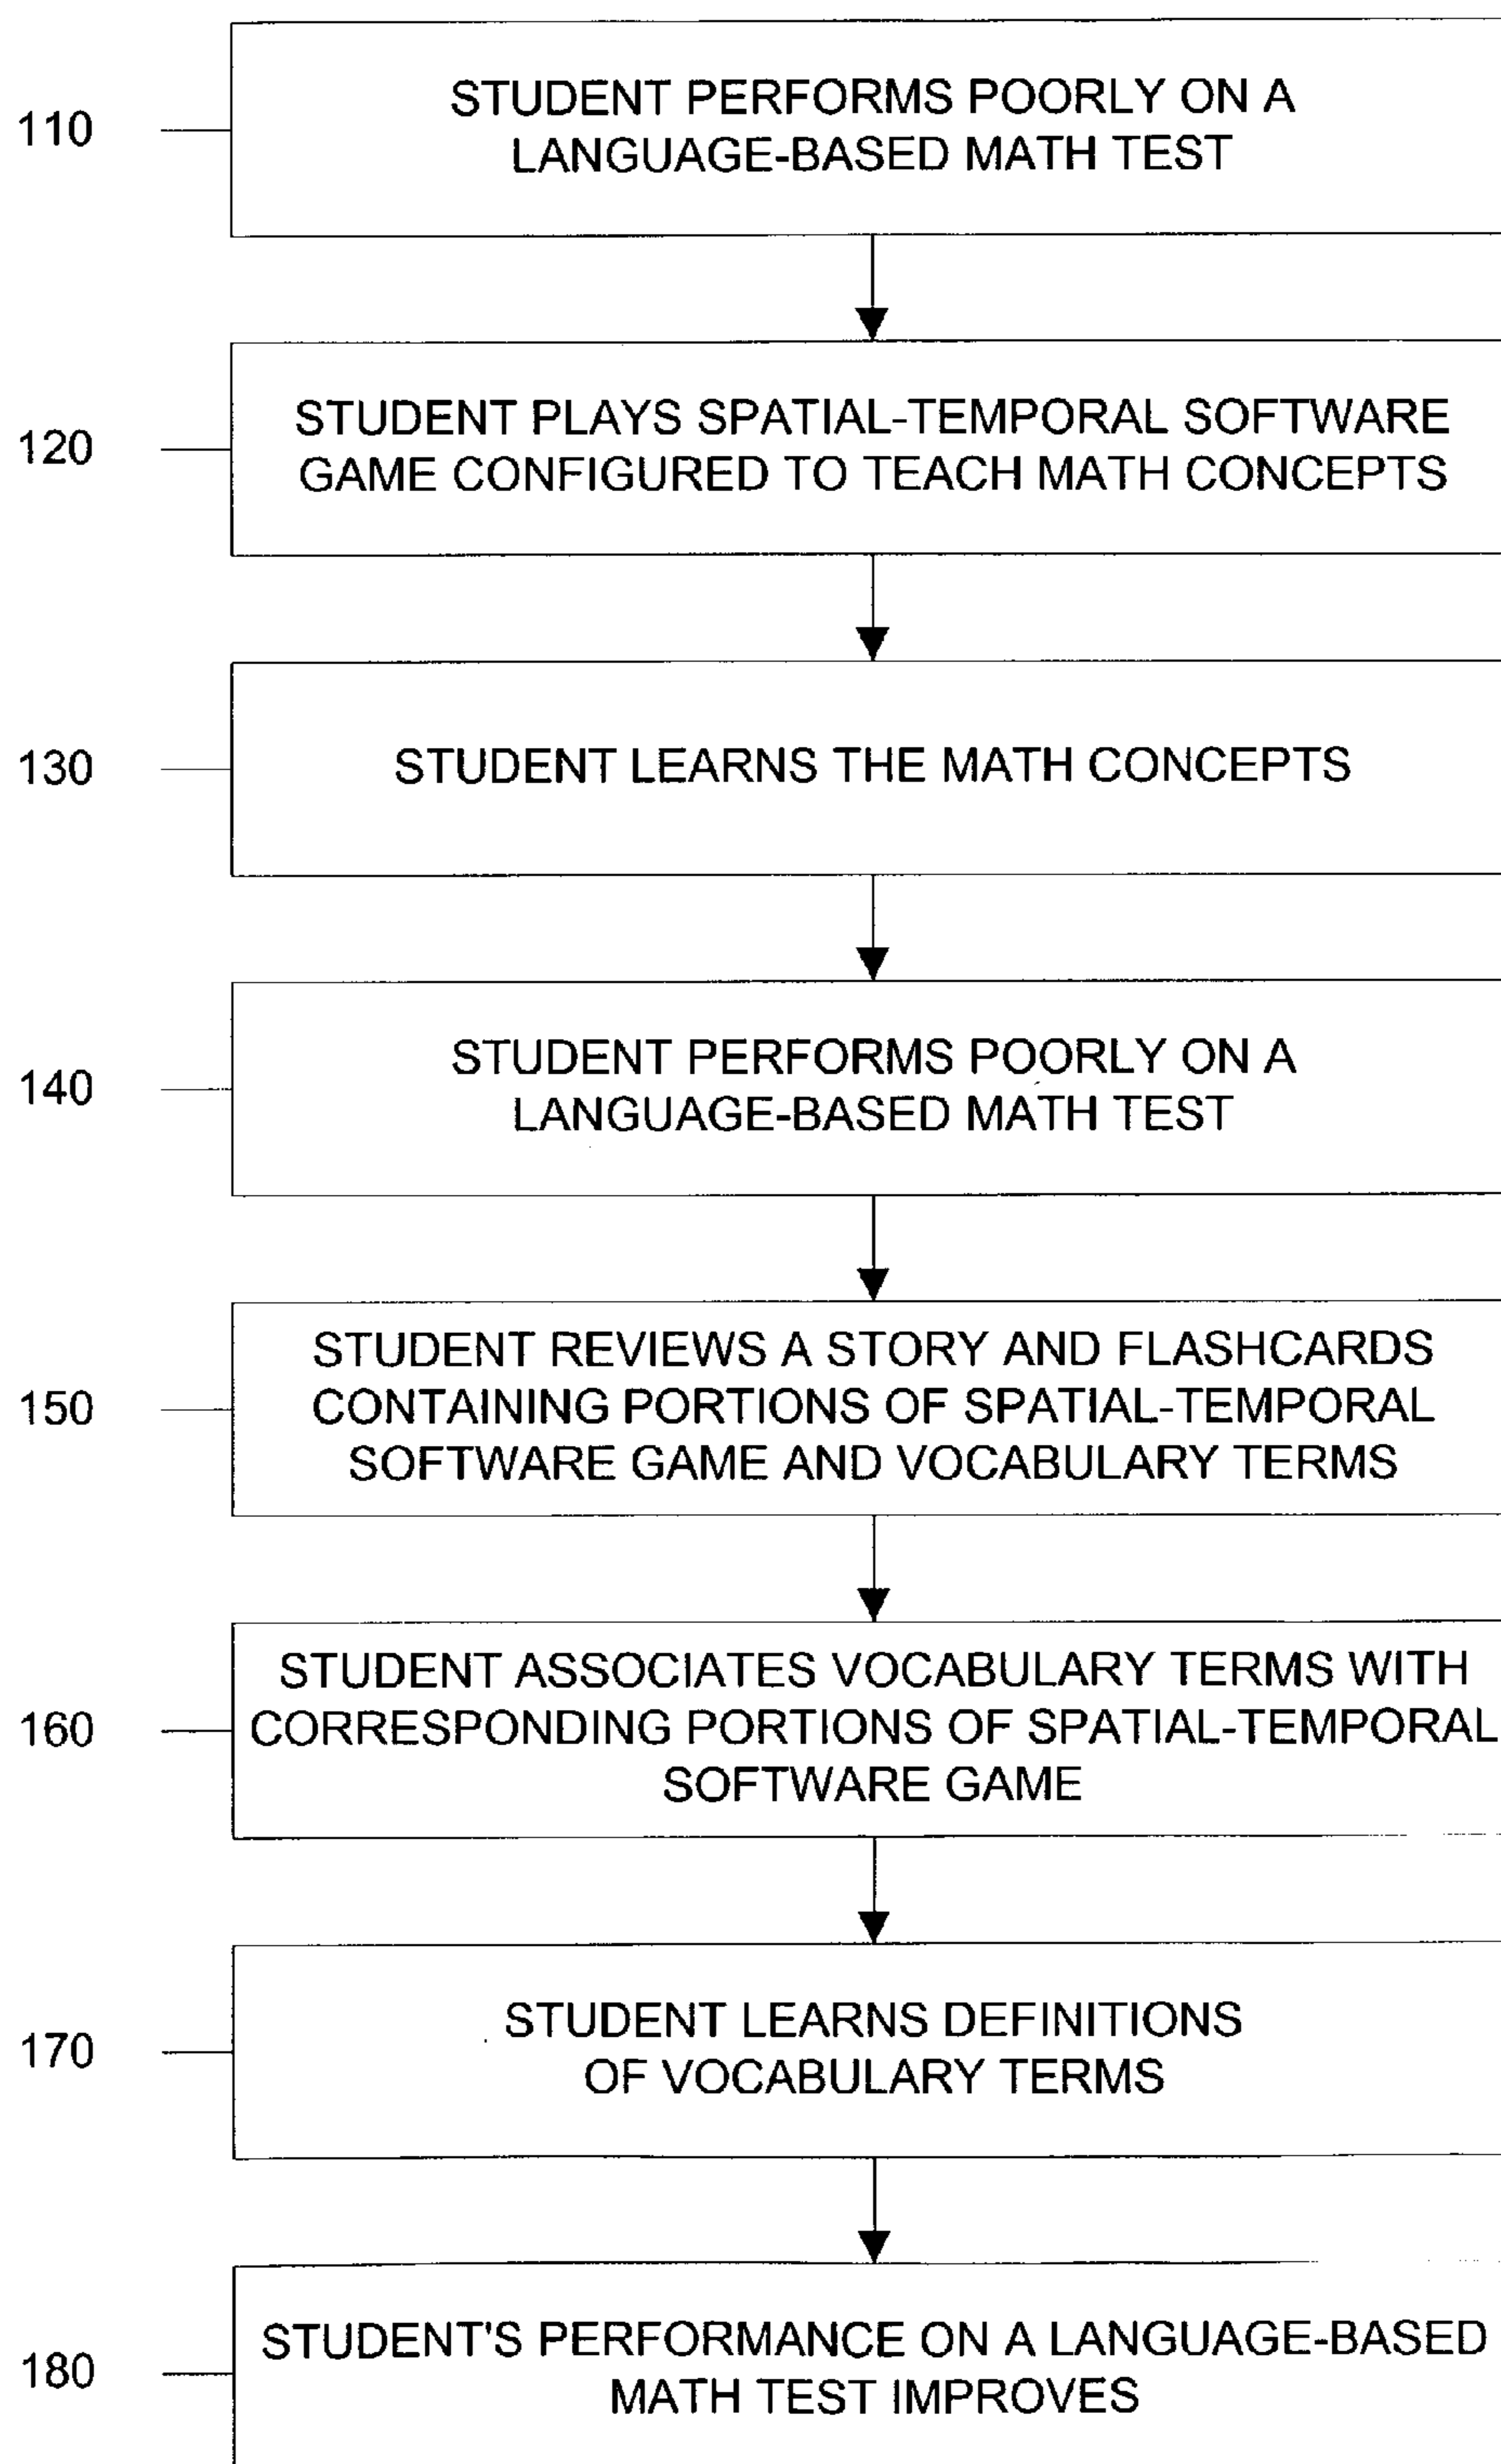 110
STUDENT PERFORMS POORLY ON A
LANGUAGE-BASED MATH TEST
120
STUDENT PLAYS SPATIAL-TEMPORAL SOFTWARE
GAME CONFIGURED TO TEACH MATH CONCEPTS
130
STUDENT LEARNS THE MATH CONCEPTS
140
STUDENT PERFORMS POORLY ON A
LANGUAGE-BASED MATH TEST
150
STUDENT REVIEWS A STORY AND FLASHCARDS
CONTAINING PORTIONS OF SPATIAL-TEMPORAL
SOFTWARE GAME AND VOCABULARY TERMS
160
STUDENT ASSOCIATES VOCABULARY TERMS WITH
CORRESPONDING PORTIONS OF SPATIAL-TEMPORAL
SOFTWARE GAME
170
STUDENT LEARNS DEFINITIONS
OF VOCABULARY TERMS
180
STUDENT'S PERFORMANCE ON A LANGUAGE-BASED
MATH TEST IMPROVES